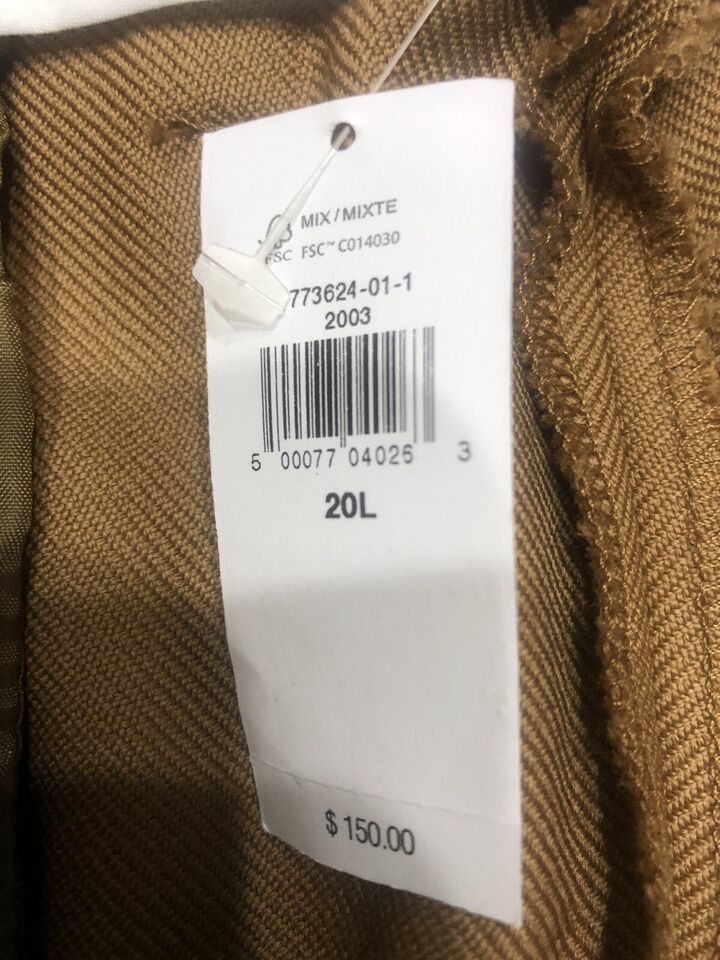 MIX/MIXTE
FSC FSC™ C014030
773624-01-1
2003
5 00077 04026 3
20L
$150.00